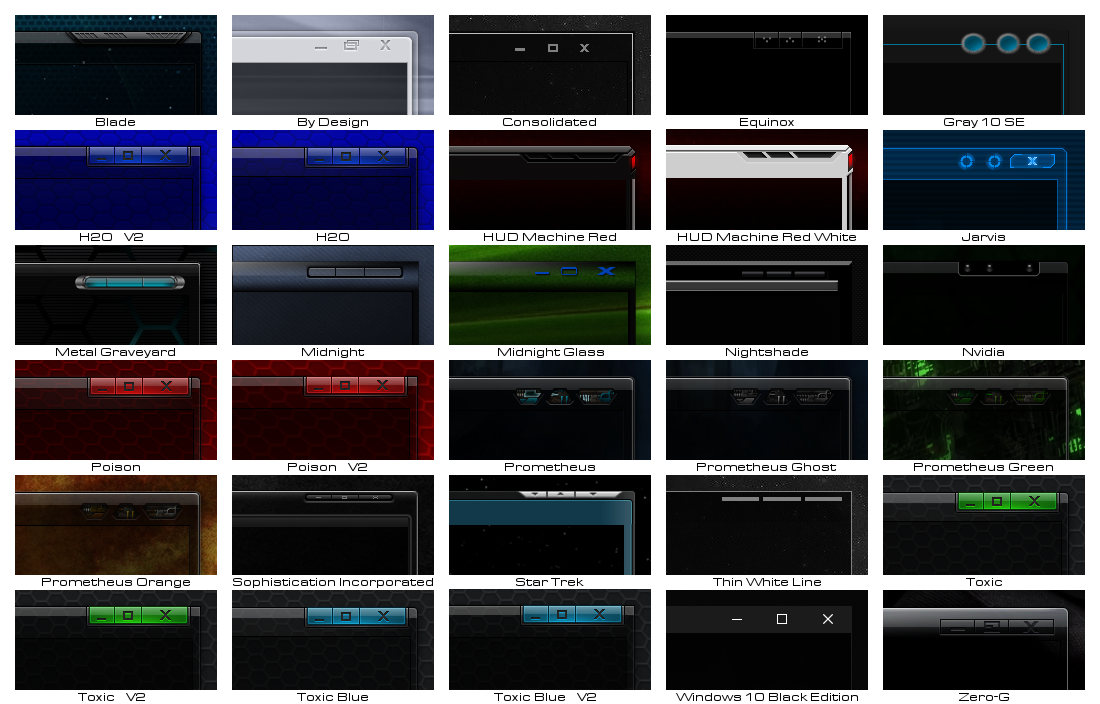 Blade
By Design
Consolidated
Equinox
Gray 10 SE
H2O V2
H2O
HUD Machine Red
HUD Machine Red White
Jarvis
Metal Graveyard
Midnight
Midnight Glass
Nightshade
Nvidia
Poison
Poison V2
Prometheus
Prometheus Ghost
Prometheus Green
Prometheus Orange
Sophistication Incorporated
Star Trek
Thin White Line
Toxic
Toxic V2
Toxic Blue
Toxic Blue V2
Windows 10 Black Edition
Zero-G